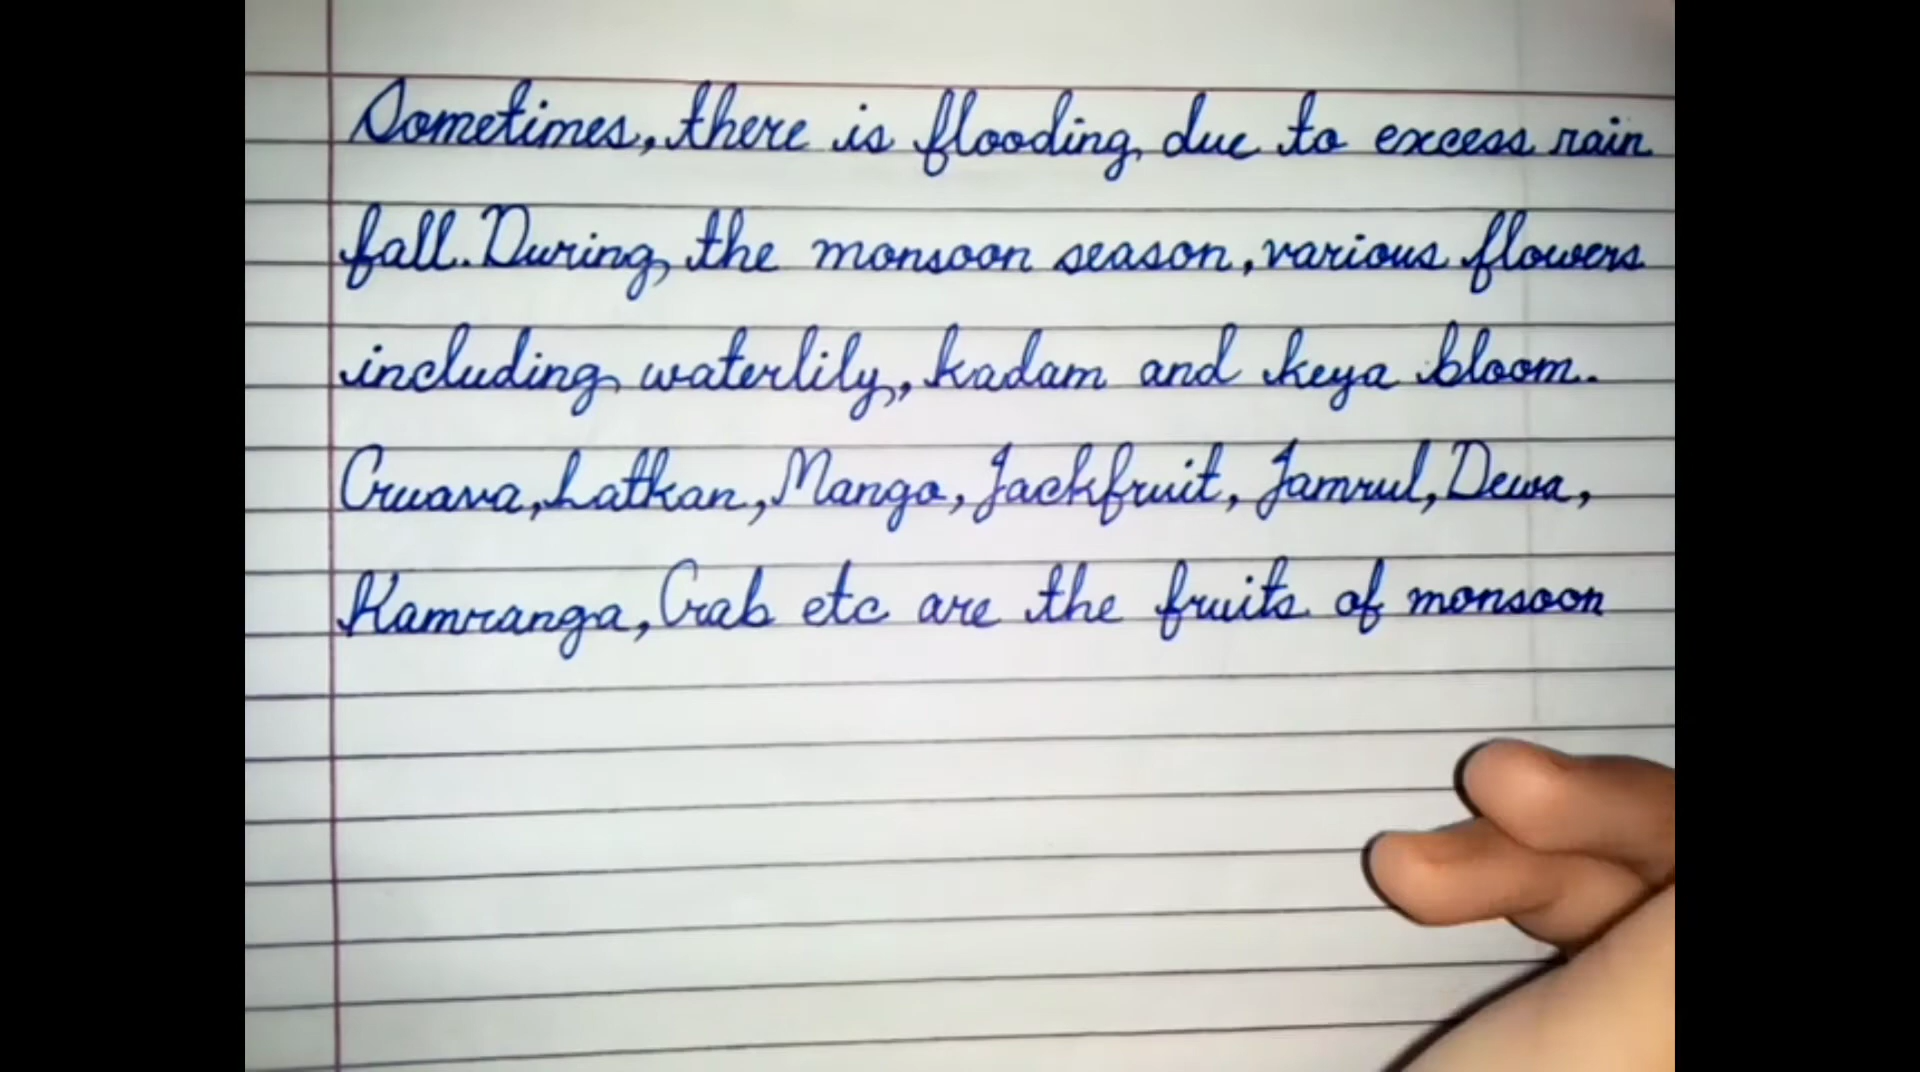 Sometimes, there is flooding due to excess rain
fall. During the monsoon season, various flowers
including waterlily, kadam and keya bloom.
Guava, Latkan, Mango, Jackfruit, Jamrul, Dewa,
Kamranga, Gab etc are the fruits of monsoon